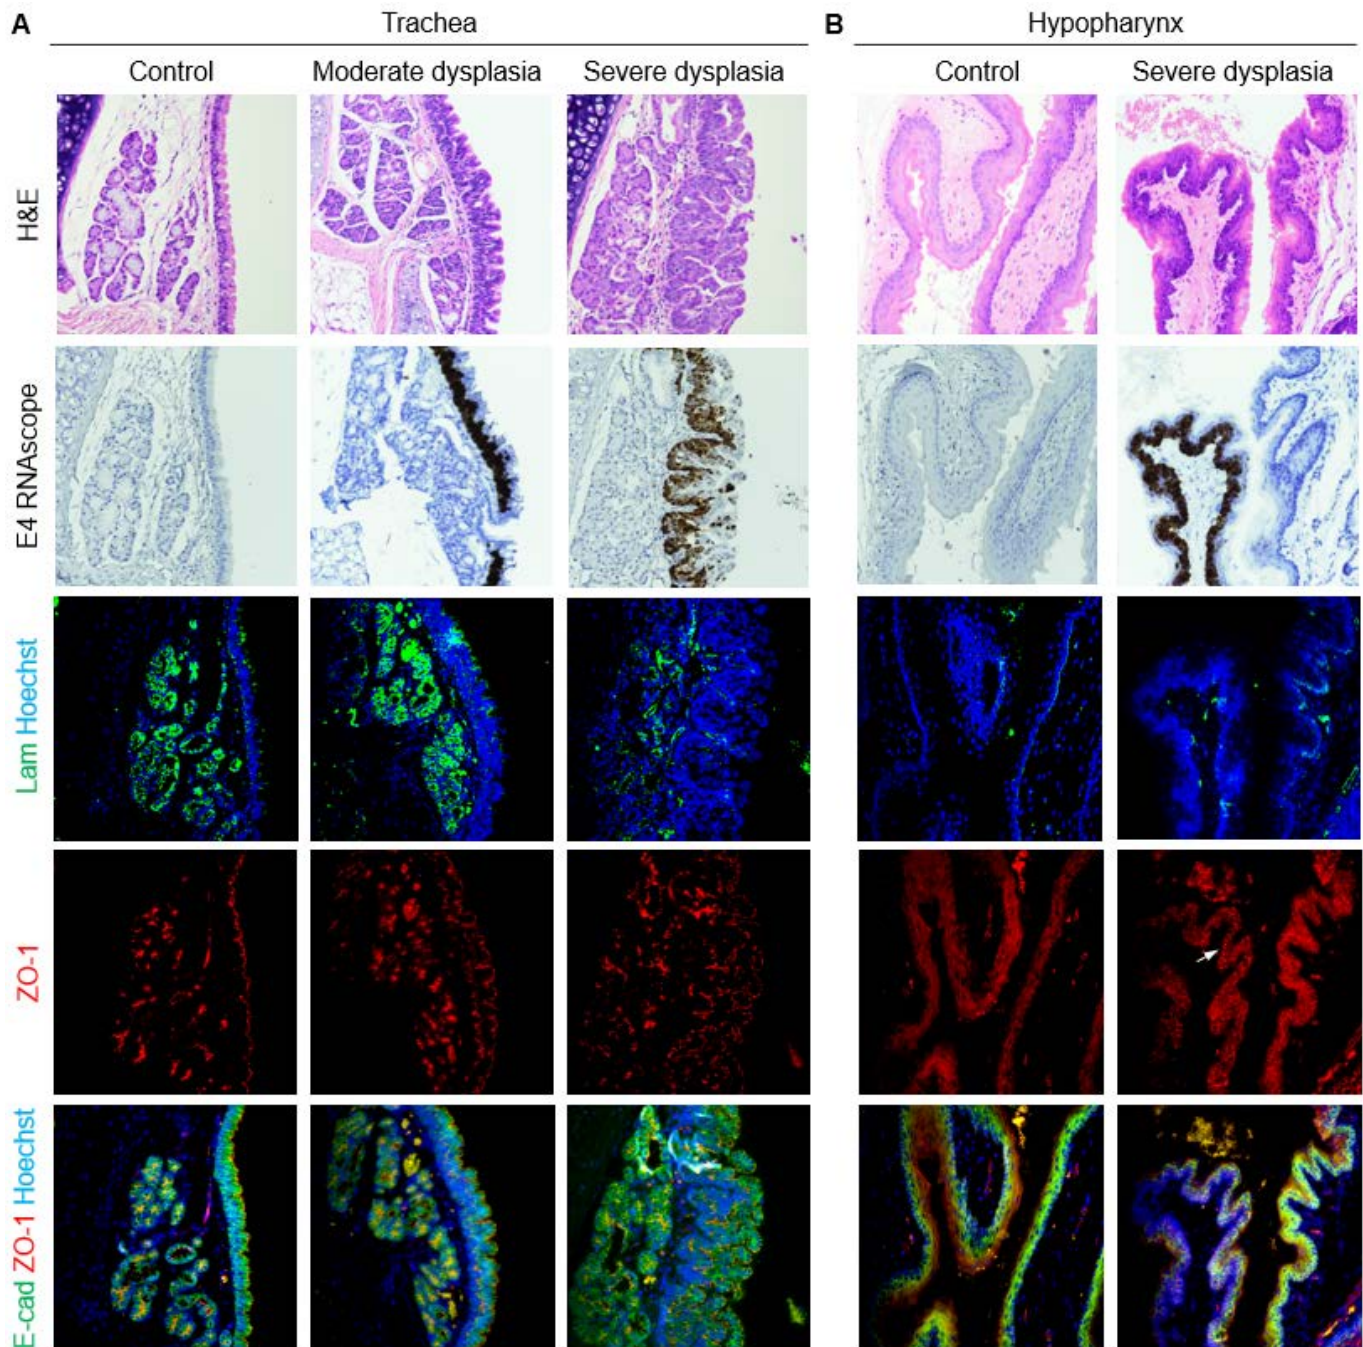 A
Trachea
B
Hypopharynx
Control
Moderate dysplasia
Severe dysplasia
Control
Severe dysplasia
H&E
E4 RNAscope
Lam Hoechst
ZO-1
E-cad ZO-1 Hoechst